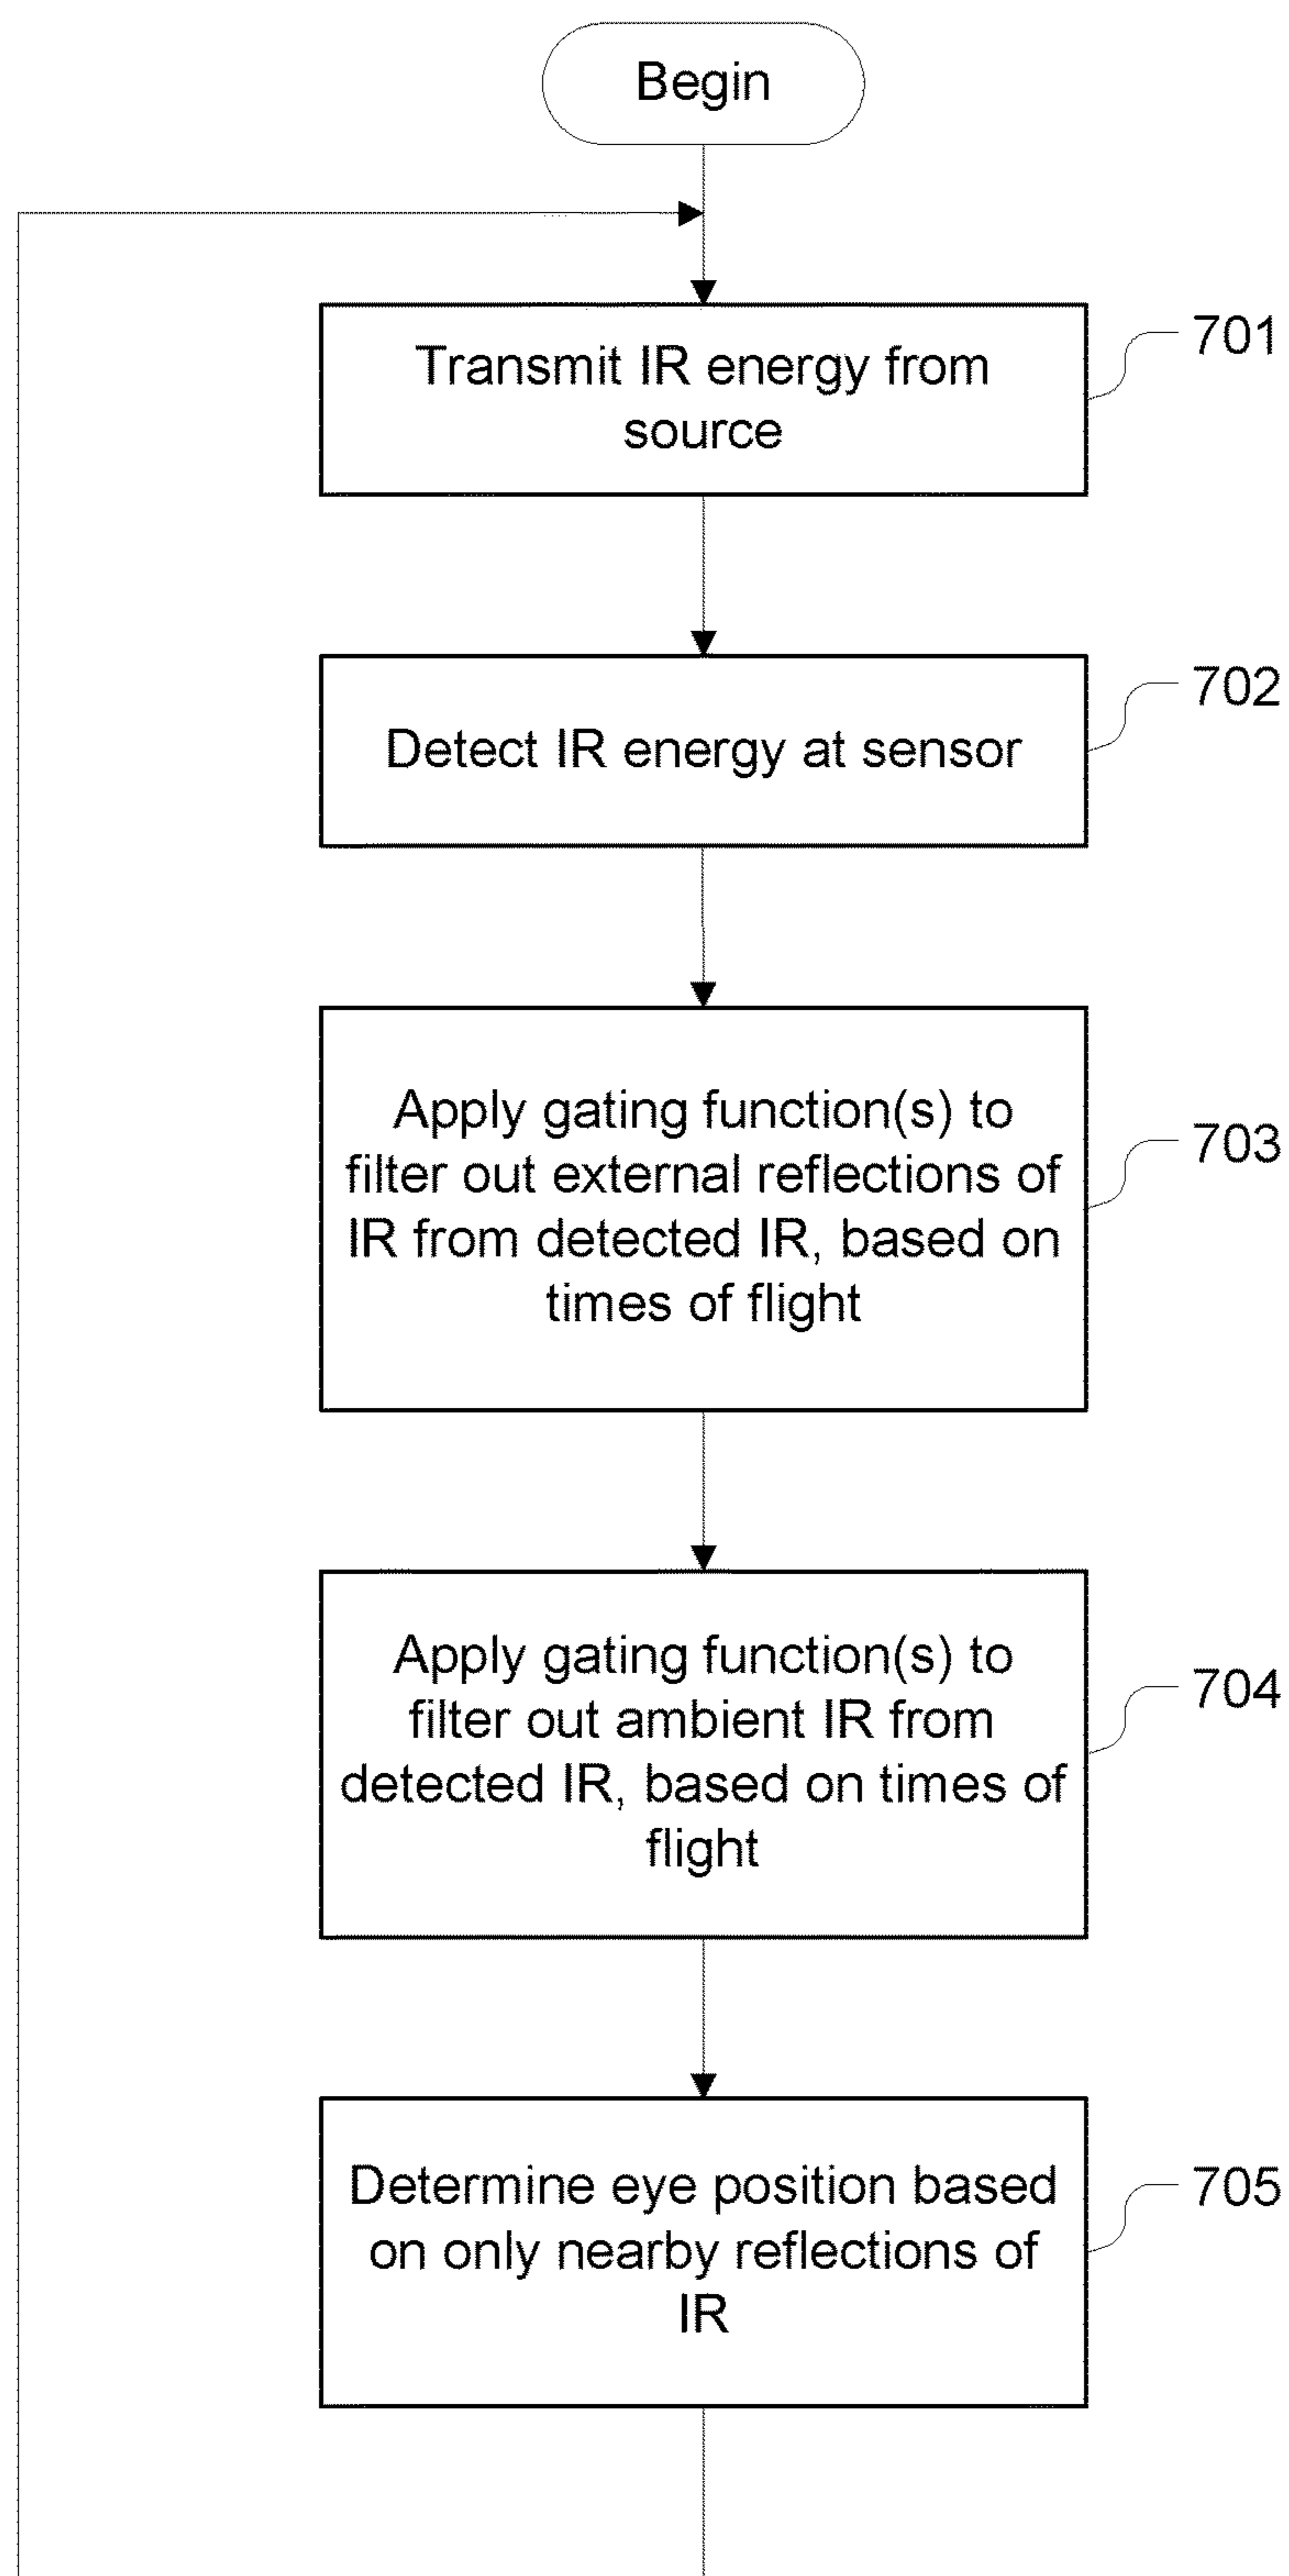 Begin
Transmit IR energy from
source
701
Detect IR energy at sensor
702
Apply gating function(s) to
filter out external reflections of
IR from detected IR, based on
times of flight
703
Apply gating function(s) to
filter out ambient IR from
detected IR, based on times of
flight
704
Determine eye position based
on only nearby reflections of
IR
705